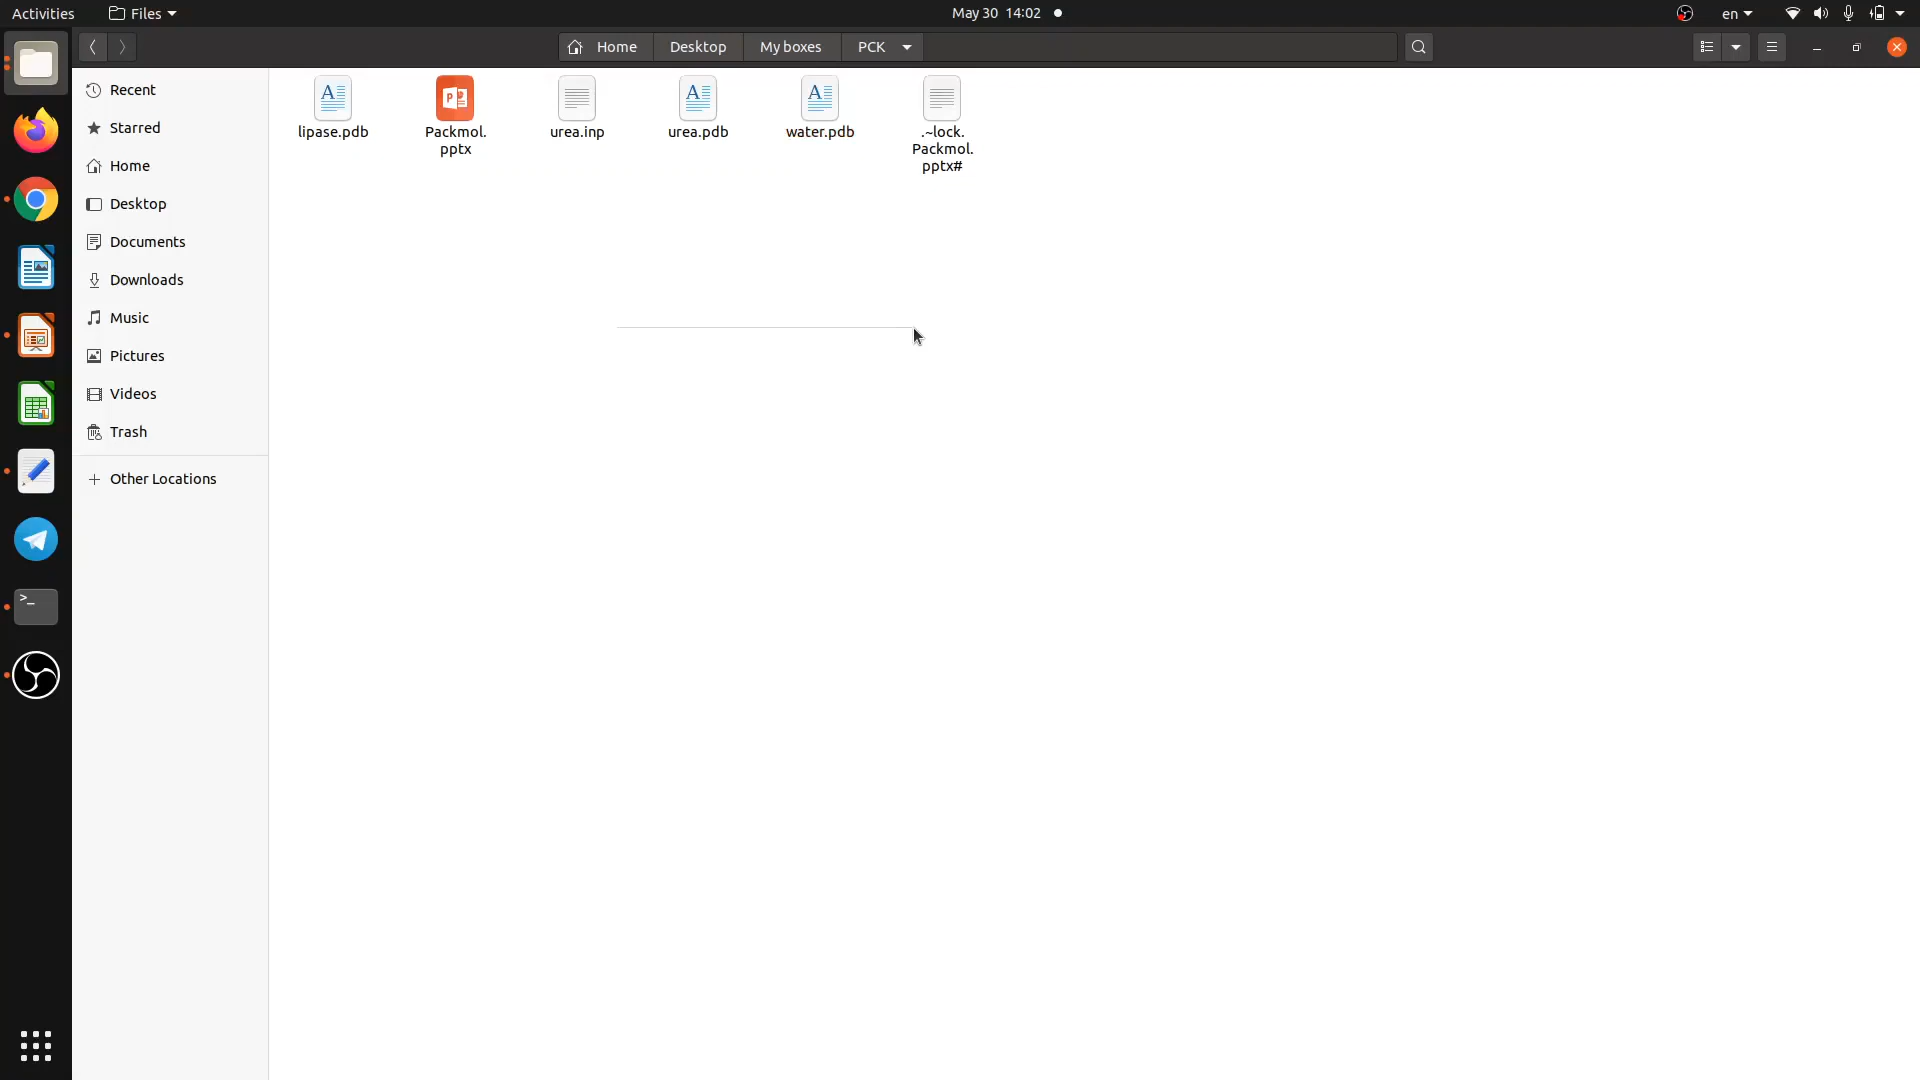 Activities Files May 30 14:02 en
Home Desktop My boxes PCK
Recent
Starred
Home
Desktop
Documents
Downloads
Music
Pictures
Videos
Trash
Other Locations
lipase.pdb
Packmol.
pptx
urea.inp
urea.pdb
water.pdb
.~lock.
Packmol.
pptx#